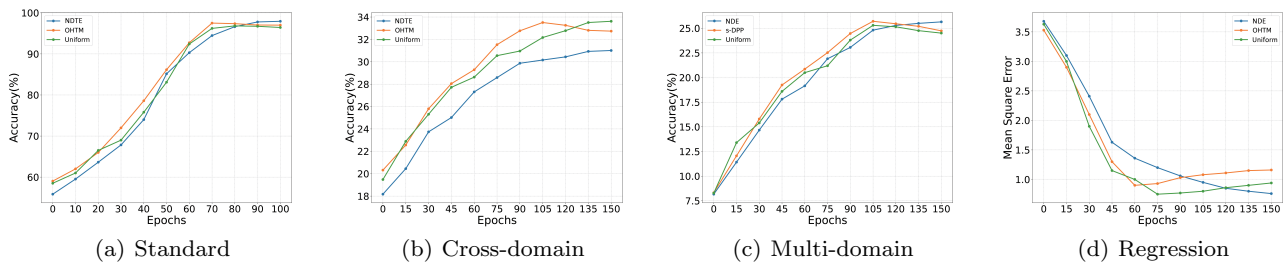 100
90
80
70
60
Accuracy(%)
NDTE
OHTM
Uniform
0 10 20 30 40 50 60 70 80 90 100
Epochs
(a) Standard
34
32
30
28
26
24
22
20
18
Accuracy(%)
NDTE
OHTM
Uniform
0 15 30 45 60 75 90 105 120 135 150
Epochs
(b) Cross-domain
25.0
22.5
20.0
17.5
15.0
12.5
10.0
7.5
Accuracy(%)
NDE
s-DPP
Uniform
0 15 30 45 60 75 90 105 120 135 150
Epochs
(c) Multi-domain
3.5
3.0
2.5
2.0
1.5
1.0
Mean Square Error
NDE
OHTM
Uniform
0 15 30 45 60 75 90 105 120 135 150
Epochs
(d) Regression